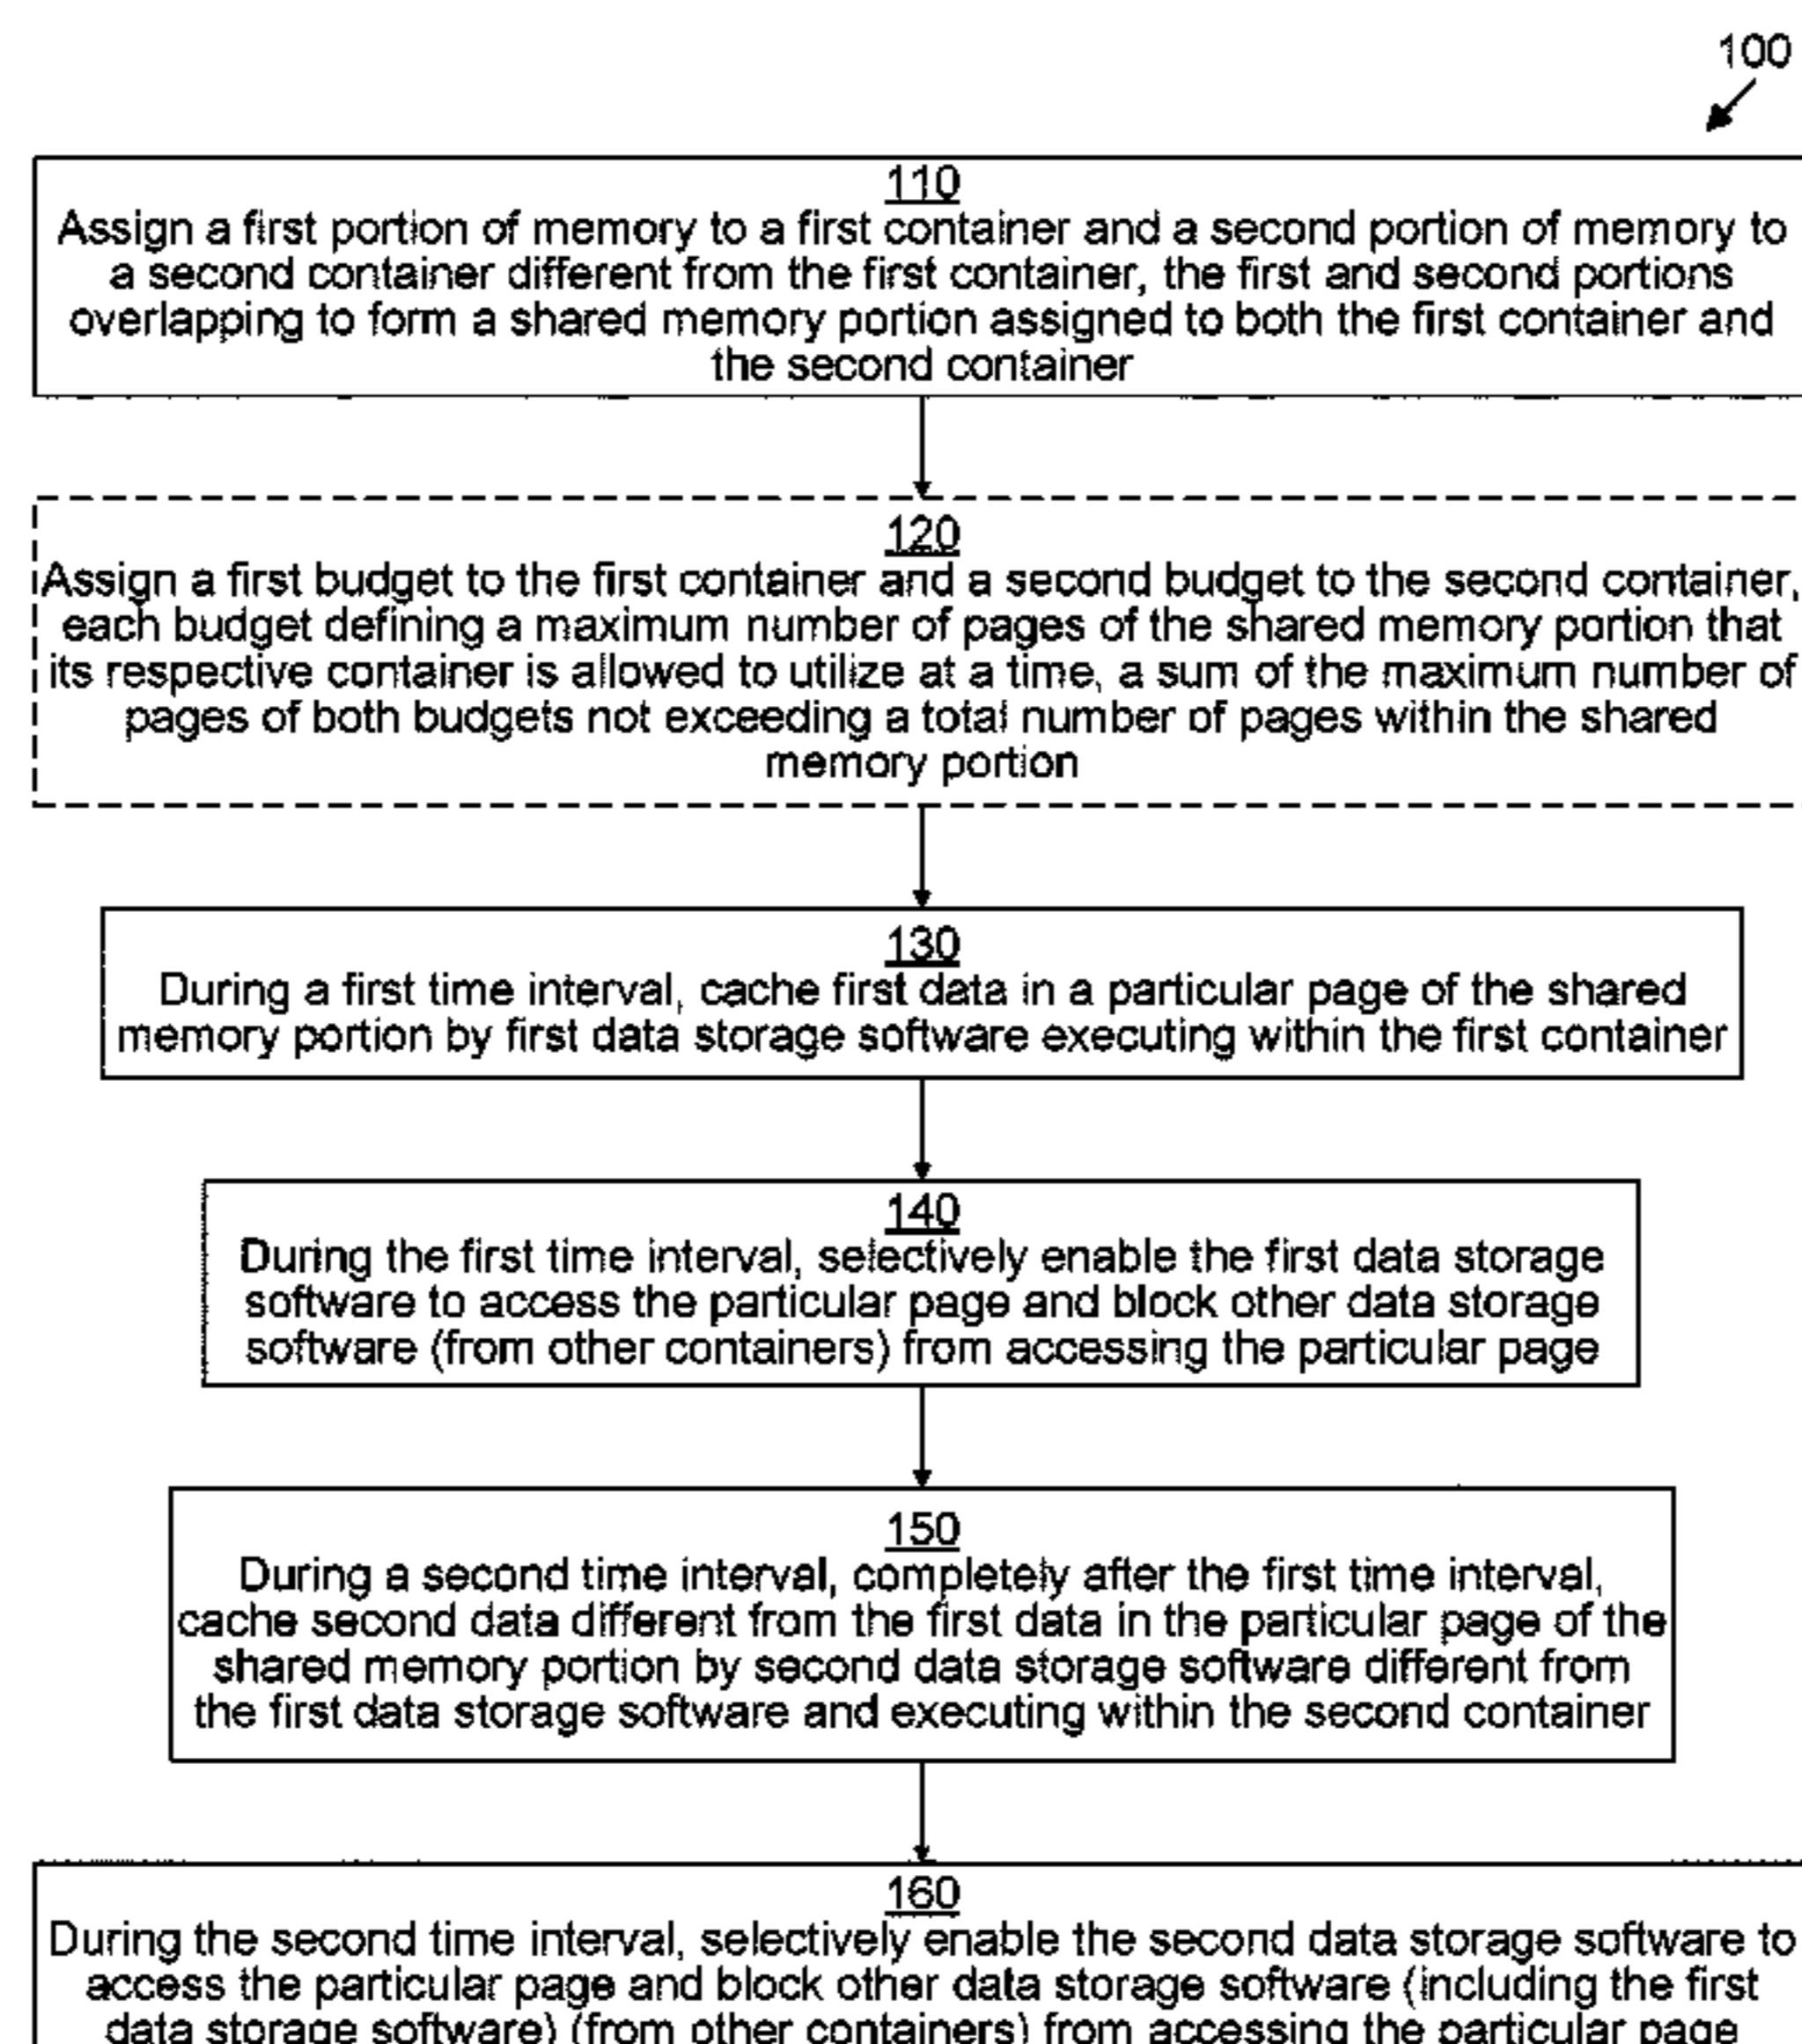 100
110
Assign a first portion of memory to a first container and a second portion of memory to
a second container different from the first container, the first and second portions
overlapping to form a shared memory portion assigned to both the first container and
the second container
120
Assign a first budget to the first container and a second budget to the second container,
each budget defining a maximum number of pages of the shared memory portion that
its respective container is allowed to utilize at a time, a sum of the maximum number of
pages of both budgets not exceeding a total number of pages within the shared
memory portion
130
During a first time interval, cache first data in a particular page of the shared
memory portion by first data storage software executing within the first container
140
During the first time interval, selectively enable the first data storage
software to access the particular page and block other data storage
software (from other containers) from accessing the particular page
150
During a second time interval, completely after the first time interval,
cache second data different from the first data in the particular page of the
shared memory portion by second data storage software different from
the first data storage software and executing within the second container
160
During the second time interval, selectively enable the second data storage software to
access the particular page and block other data storage software (including the first
data storage software) (from other containers) from accessing the particular page